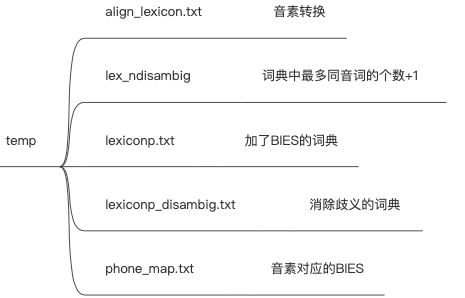 align_lexicon.txt 音素转换
lex_ndisambig 词典中最多同音词的个数+1
temp
lexiconp.txt 加了BIES的词典
lexiconp_disambig.txt 消除歧义的词典
phone_map.txt 音素对应的BIES